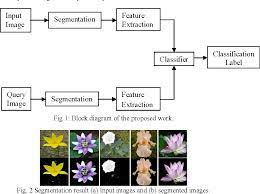 Input
Image
Segmentation
Feature
Extraction
Classifier
Classification
Label
Query
Image
Segmentation
Feature
Extraction
Fig 1: Block diagram of the proposed work.
Fig. 2 Segmentation result (a) Input images and (b) segmented images.